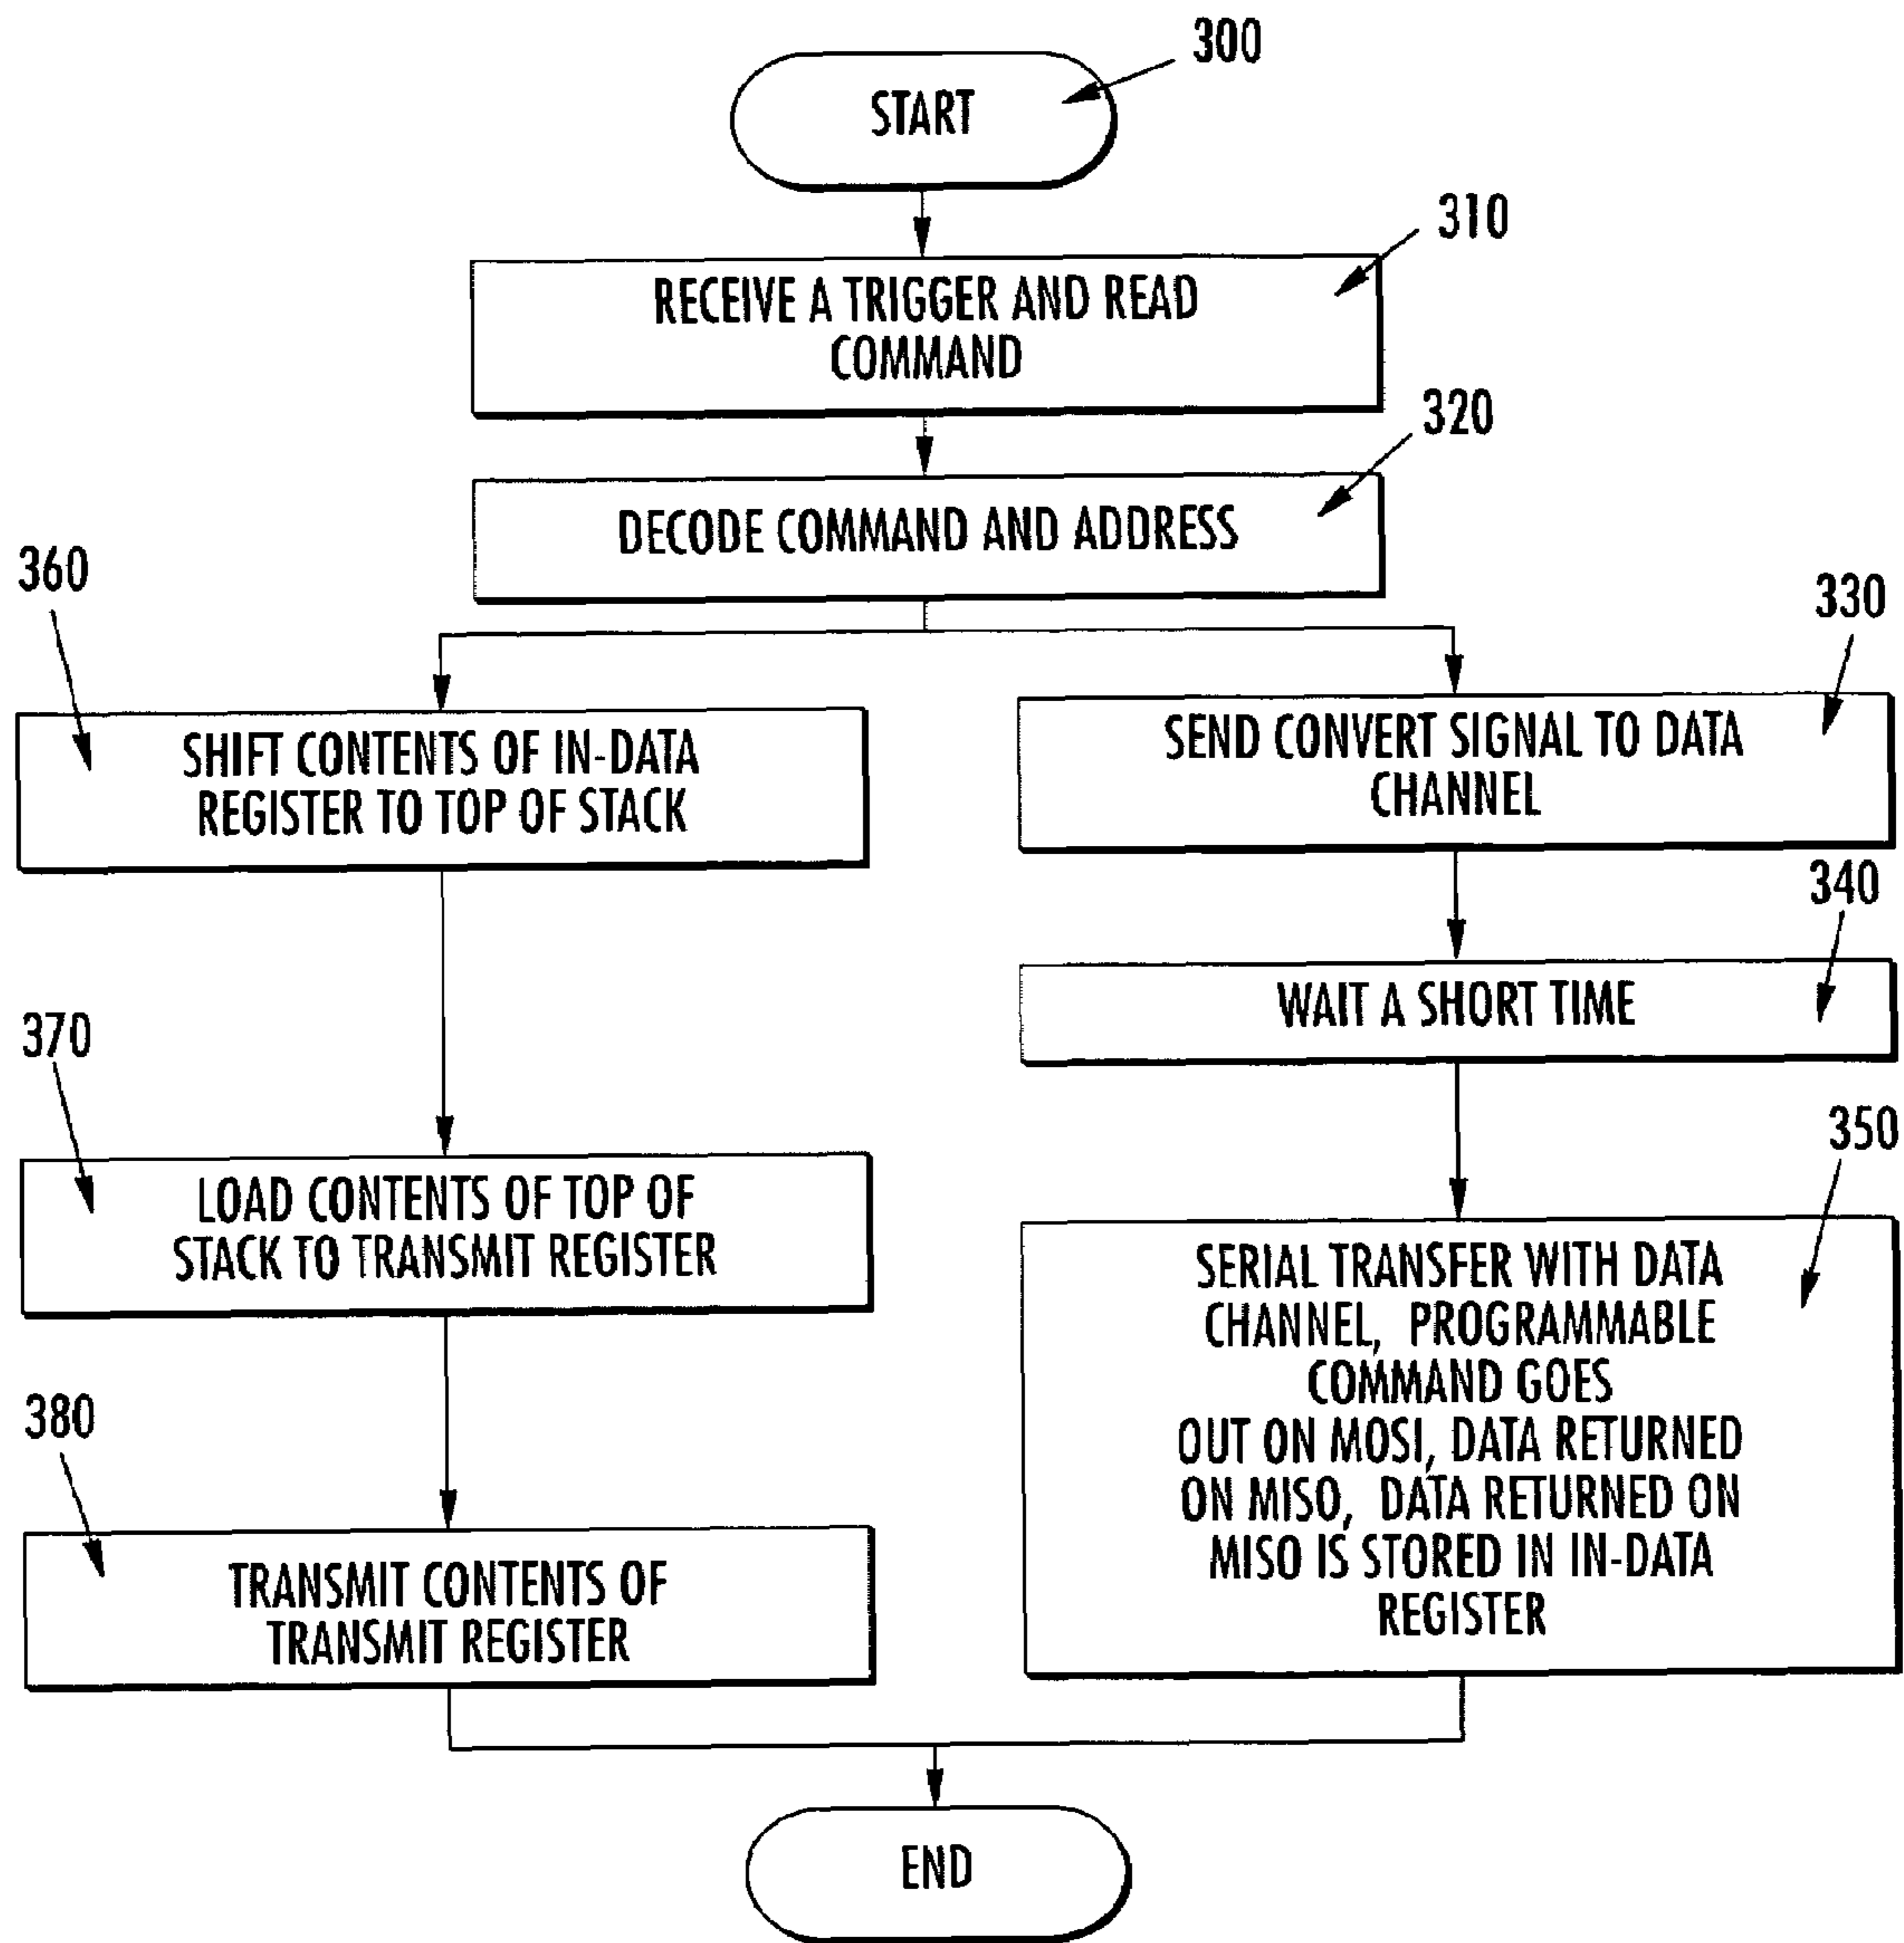 300
START
310
RECEIVE A TRIGGER AND READ
COMMAND
320
DECODE COMMAND AND ADDRESS
360
SHIFT CONTENTS OF IN-DATA
REGISTER TO TOP OF STACK
330
SEND CONVERT SIGNAL TO DATA
CHANNEL
340
WAIT A SHORT TIME
370
LOAD CONTENTS OF TOP OF
STACK TO TRANSMIT REGISTER
350
SERIAL TRANSFER WITH DATA
CHANNEL, PROGRAMMABLE
COMMAND GOES
OUT ON MOSI, DATA RETURNED
ON MISO, DATA RETURNED ON
MISO IS STORED IN IN-DATA
REGISTER
380
TRANSMIT CONTENTS OF
TRANSMIT REGISTER
END